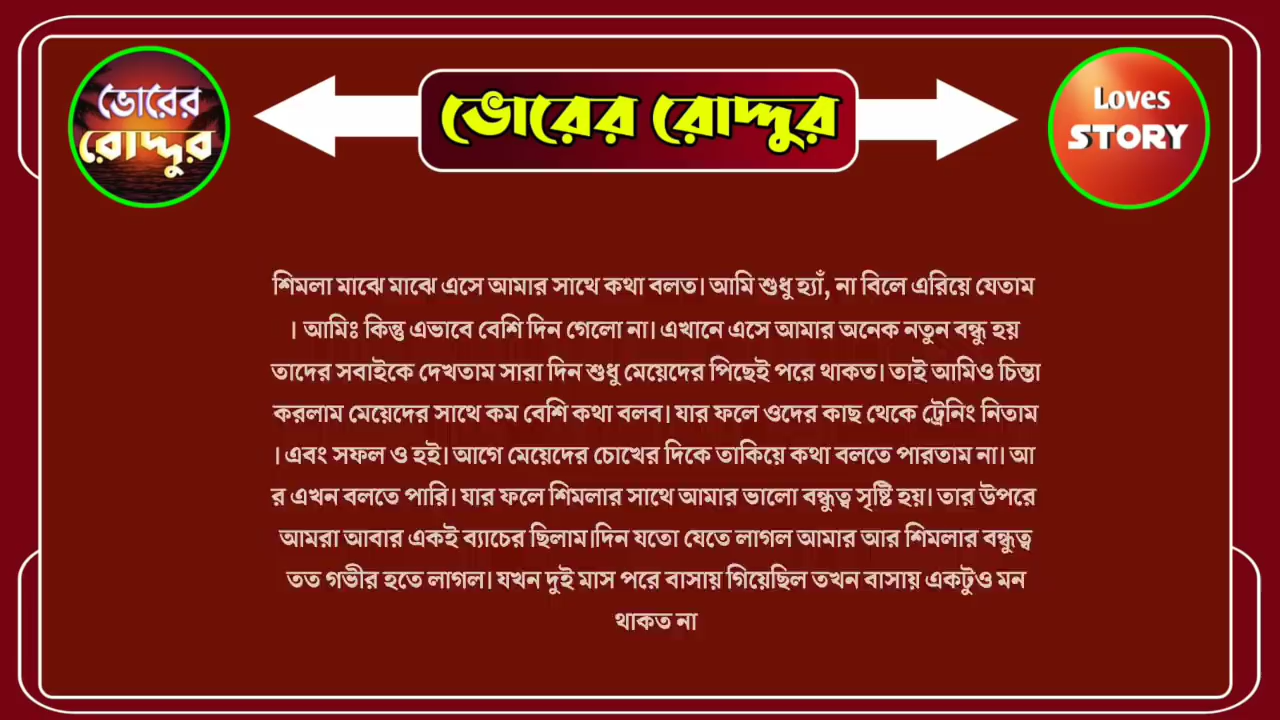 ভোরের
রোদ্দুর
ভোরের রোদ্দুর
Loves
STORY
শিমলা মাঝে মাঝে এসে আমার সাথে কথা বলত। আমি শুধু হ্যাঁ, না বিলে এরিয়ে যেতাম
। আমিঃ কিন্তু এভাবে বেশি দিন গেলো না। এখানে এসে আমার অনেক নতুন বন্ধু হয়
তাদের সবাইকে দেখতাম সারা দিন শুধু মেয়েদের পিছেই পরে থাকত। তাই আমিও চিন্তা
করলাম মেয়েদের সাথে কম বেশি কথা বলব। যার ফলে ওদের কাছ থেকে ট্রেনিং নিতাম
। এবং সফল ও হই। আগে মেয়েদের চোখের দিকে তাকিয়ে কথা বলতে পারতাম না। আ
র এখন বলতে পারি। যার ফলে শিমলার সাথে আমার ভালো বন্ধুত্ব সৃষ্টি হয়। তার উপরে
আমরা আবার একই ব্যাচের ছিলাম।দিন যতো যেতে লাগল আমার আর শিমলার বন্ধুত্ব
তত গভীর হতে লাগল। যখন দুই মাস পরে বাসায় গিয়েছিল তখন বাসায় একটুও মন
থাকত না